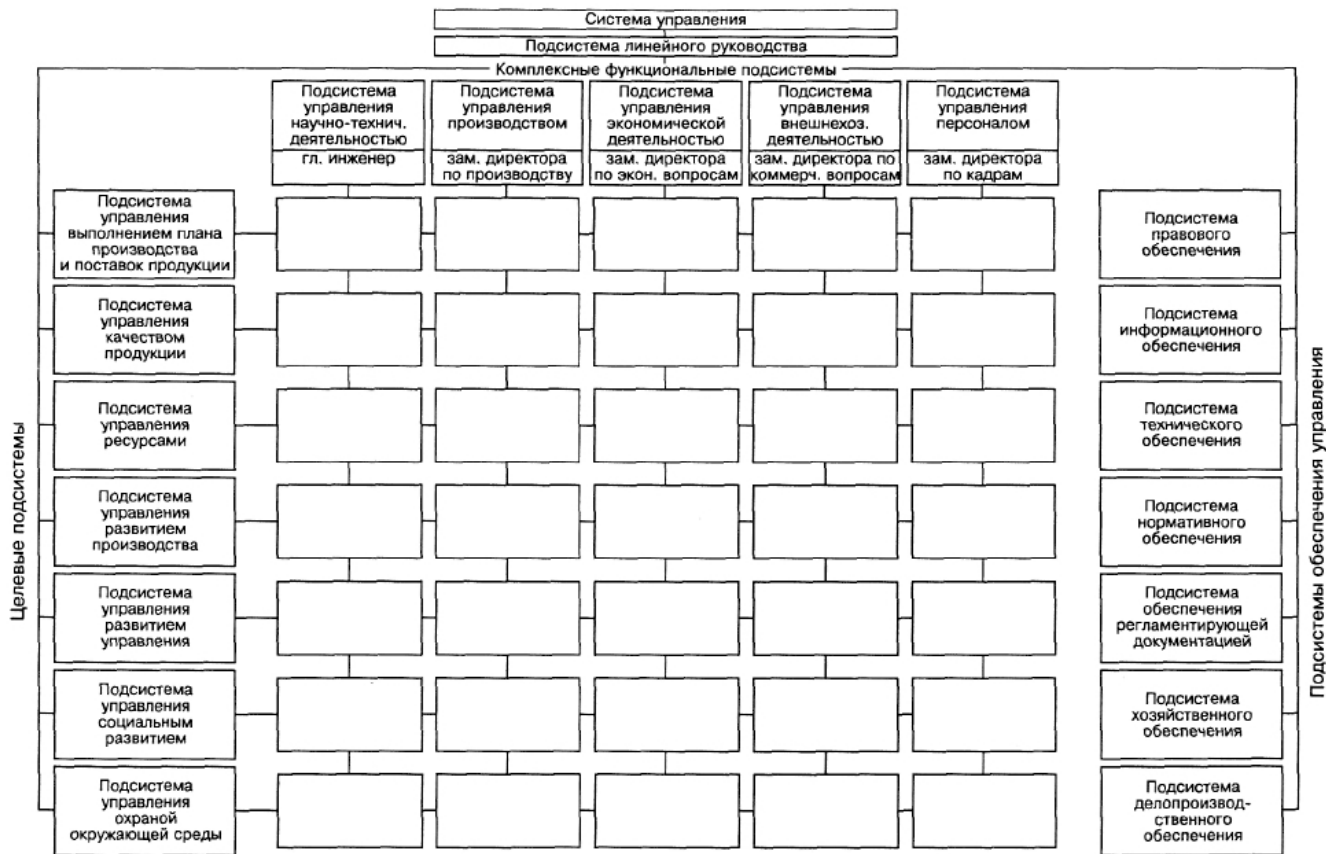 Система управления
Подсистема линейного руководства
Комплексные функциональные подсистемы
Подсистема
управления
научно-технич.
деятельностью
гл. инженер
Подсистема
управления
производством
зам. директора
по производству
Подсистема
управления
экономической
деятельностью
зам. директора
по экон. вопросам
Подсистема
управления
внешнехоз.
деятельностью
зам. директора по
коммерч. вопросам
Подсистема
управления
персоналом
зам. директора
по кадрам
Целевые подсистемы
Подсистема
управления
выполнением плана
производства
и поставок продукции
Подсистема
управления
качеством
продукции
Подсистема
управления
ресурсами
Подсистема
управления
развитием
производства
Подсистема
управления
развитием
управления
Подсистема
управления
социальным
развитием
Подсистема
управления
охраной
окружающей среды
Подсистема
правового
обеспечения
Подсистема
информационного
обеспечения
Подсистема
технического
обеспечения
Подсистема
нормативного
обеспечения
Подсистема
обеспечения
регламентирующей
документацией
Подсистема
хозяйственного
обеспечения
Подсистема
делопроизвод-
ственного
обеспечения
Подсистемы обеспечения управления